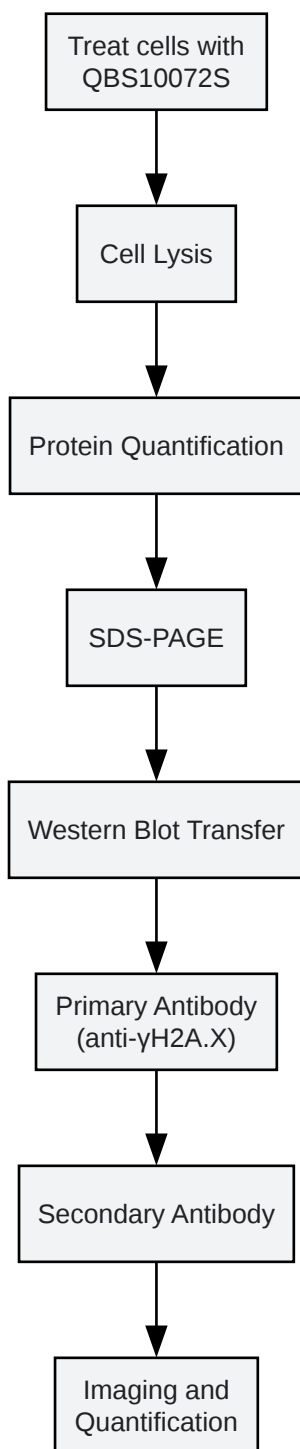 Treat cells with
QBS10072S
Cell Lysis
Protein Quantification
SDS-PAGE
Western Blot Transfer
Primary Antibody
(anti-γH2A.X)
Secondary Antibody
Imaging and
Quantification